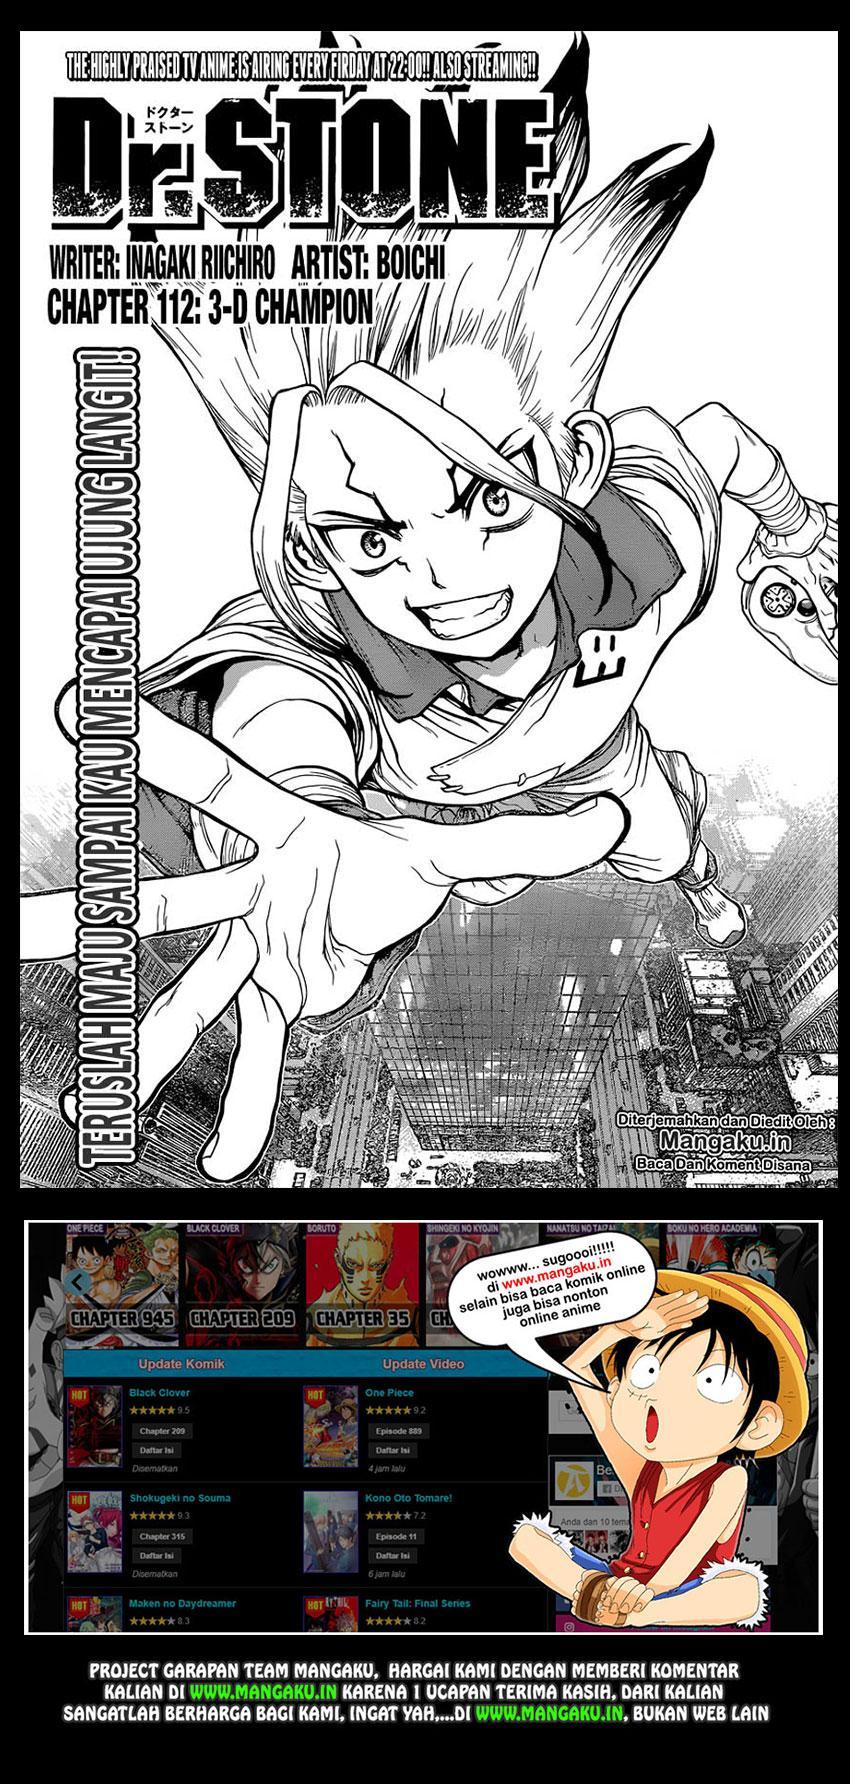 THE HIGHLY PRAISED TV ANIME IS AIRING EVERY FIRDAY AT 22:00!! ALSO STREAMING!!
ドクター
ストーン
Dr.STONE
WRITER: INAGAKI RIICHIRO ARTIST: BOICHI
CHAPTER 112: 3-D CHAMPION
TERUSLAH MAJU SAMPAI KAU MENCAPAI UJUNG LANGIT!
Diterjemahkan dan Diedit Oleh :
Mangaku.in
Baca Dan Koment Disana
ONE PIECE BLACK CLOVER BORUTO SHINGEKI NO KYOJIN NANATSU NO TAIZAI BOKU NO HERO ACADEMIA
CHAPTER 945 CHAPTER 209 CHAPTER 35
wowww... sugoooi!!!!!
di www.mangaku.in
selain bisa baca komik online
juga bisa nonton
online anime
Update Komik Update Video
HOT Black Clover
9.5
Chapter 209
Daftar Isi
Disematkan
HOT One Piece
9.2
Episode 889
Daftar Isi
4 jam lalu
HOT Shokugeki no Souma
9.3
Chapter 315
Daftar Isi
Disematkan
Kono Oto Tomare!
7.2
Episode 11
Daftar Isi
6 jam lalu
HOT Maken no Daydreamer
8.3
HOT Fairy Tail: Final Series
8.2
Be
Anda dan 10 tema
PROJECT GARAPAN TEAM MANGAKU, HARGAI KAMI DENGAN MEMBERI KOMENTAR
KALIAN DI WWW.MANGAKU.IN KARENA 1 UCAPAN TERIMA KASIH, DARI KALIAN
SANGATLAH BERHARGA BAGI KAMI, INGAT YAH,...DI WWW.MANGAKU.IN, BUKAN WEB LAIN